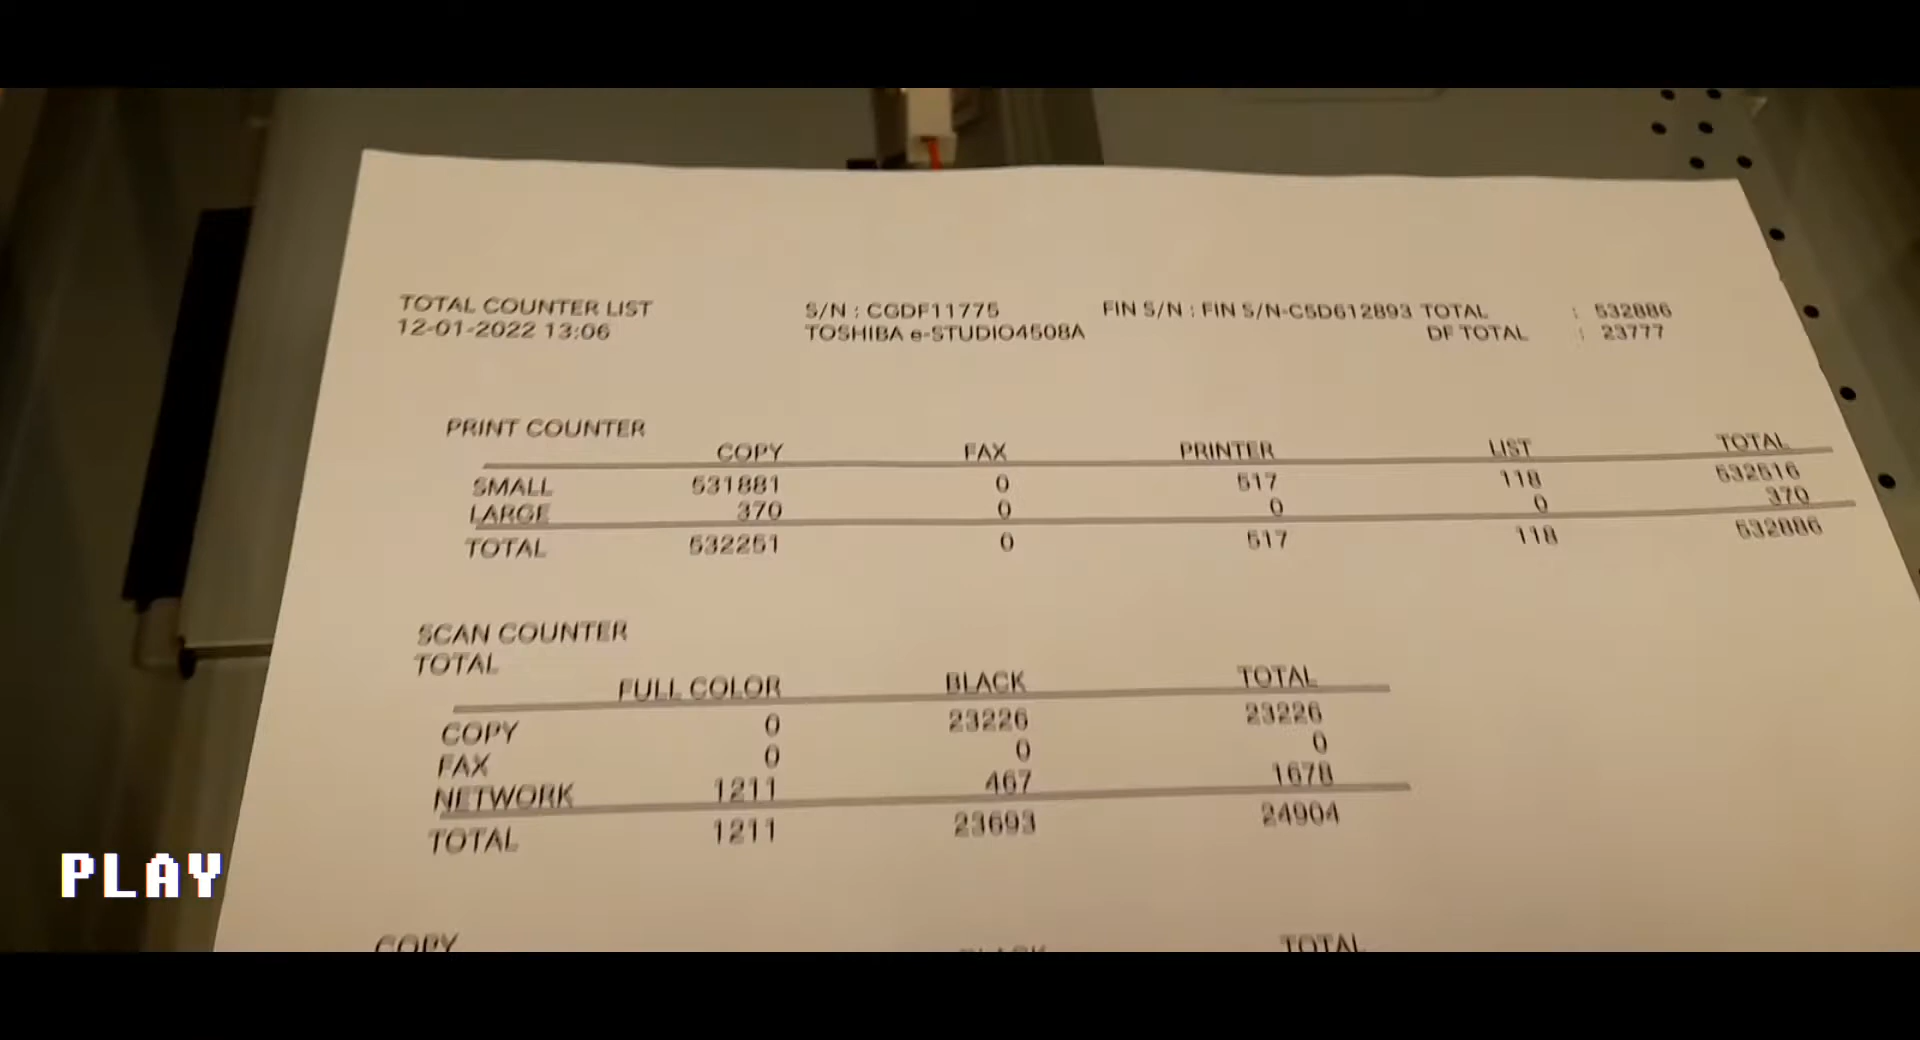 TOTAL COUNTER LIST S/N : CGDF11775 FIN S/N : FIN S/N-C5D612893 TOTAL : 532886
12-01-2022 13:06 TOSHIBA e-STUDIO4508A DF TOTAL : 23777
PRINT COUNTER
COPY FAX PRINTER LIST TOTAL
SMALL 531881 0 517 118 532516
LARGE 370 0 0 0 370
TOTAL 532251 0 517 118 532886
SCAN COUNTER
TOTAL
FULL COLOR BLACK TOTAL
COPY 0 23226 23226
FAX 0 0 0
NETWORK 1211 467 1678
TOTAL 1211 23693 24904
PLAY
COPY BLACK TOTAL